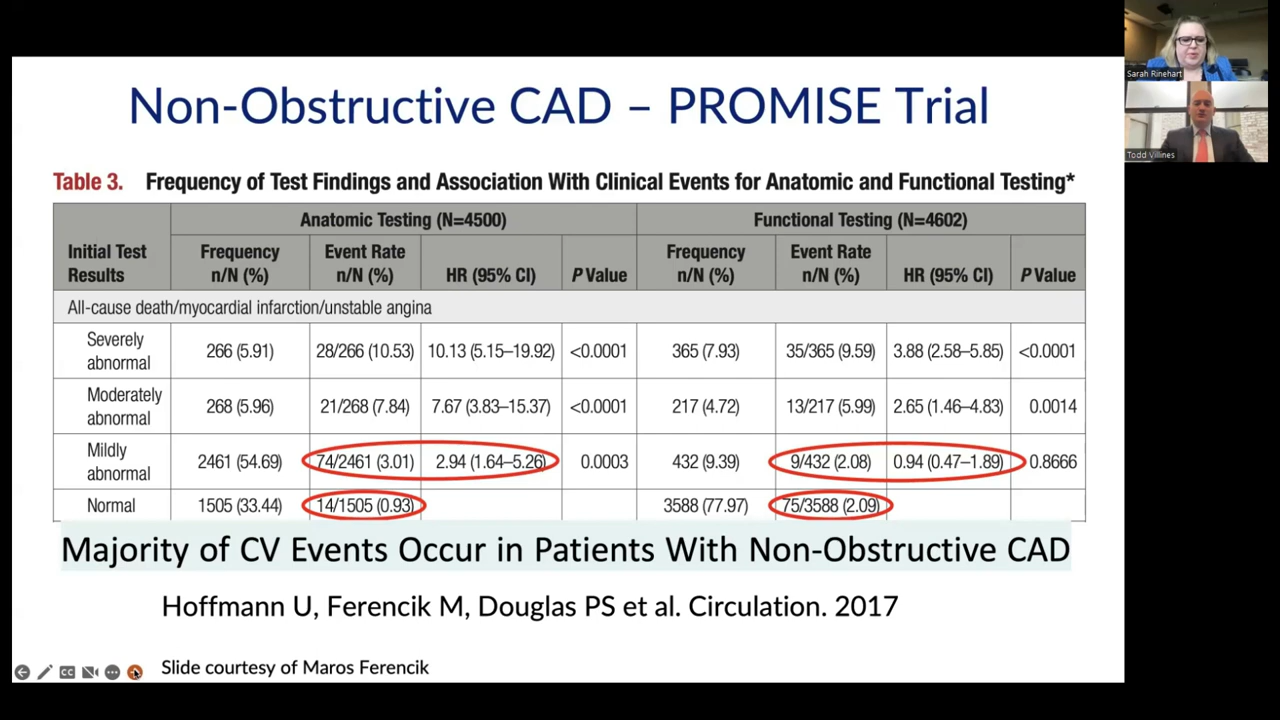 Non-Obstructive CAD – PROMISE Trial
Table 3. Frequency of Test Findings and Association With Clinical Events for Anatomic and Functional Testing*
Anatomic Testing (N=4500) Functional Testing (N=4602)
Initial Test Results Frequency n/N (%) Event Rate n/N (%) HR (95% CI) P Value Frequency n/N (%) Event Rate n/N (%) HR (95% CI) P Value
All-cause death/myocardial infarction/unstable angina
Severely abnormal 266 (5.91) 28/266 (10.53) 10.13 (5.15–19.92) <0.0001 365 (7.93) 35/365 (9.59) 3.88 (2.58–5.85) <0.0001
Moderately abnormal 268 (5.96) 21/268 (7.84) 7.67 (3.83–15.37) <0.0001 217 (4.72) 13/217 (5.99) 2.65 (1.46–4.83) 0.0014
Mildly abnormal 2461 (54.69) 74/2461 (3.01) 2.94 (1.64–5.26) 0.0003 432 (9.39) 9/432 (2.08) 0.94 (0.47–1.89) 0.8666
Normal 1505 (33.44) 14/1505 (0.93) 3588 (77.97) 75/3588 (2.09)
Majority of CV Events Occur in Patients With Non-Obstructive CAD
Hoffmann U, Ferencik M, Douglas PS et al. Circulation. 2017
Slide courtesy of Maros Ferencik
CC
Sarah Rinehart
Todd Villines